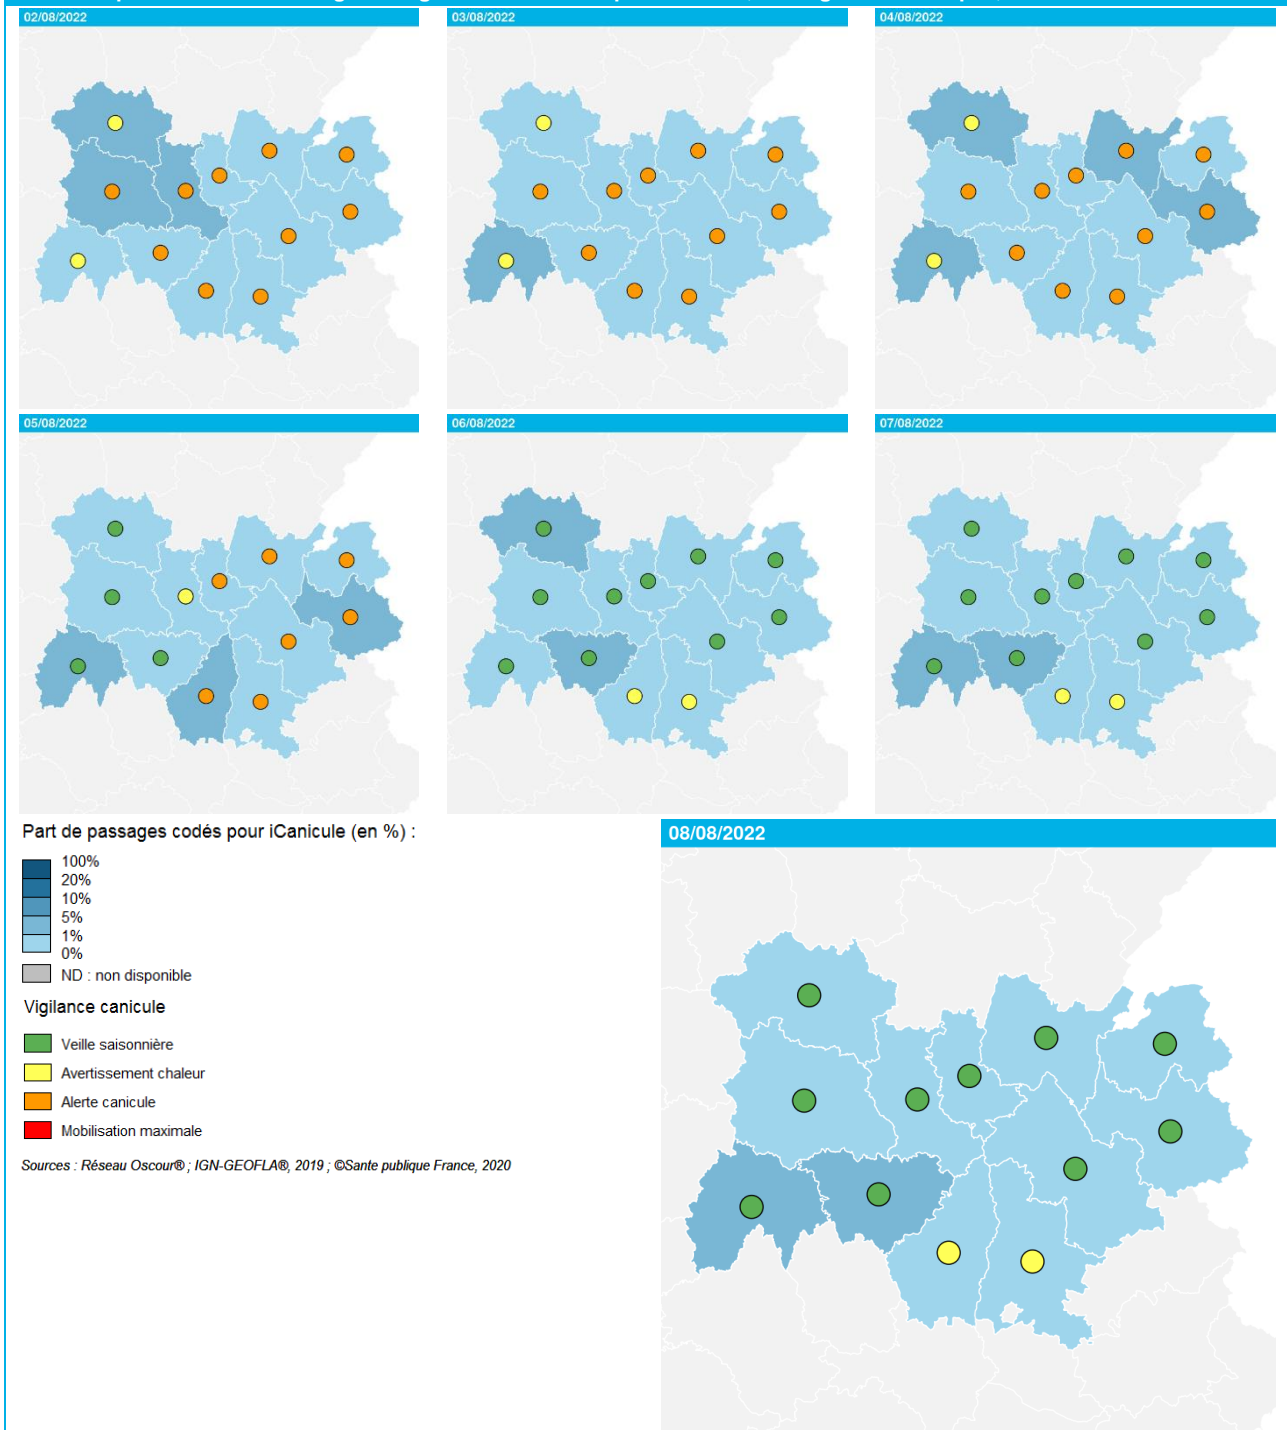 02/08/2022
03/08/2022
04/08/2022
05/08/2022
06/08/2022
07/08/2022
Part de passages codés pour iCanicule (en %) :
100%
20%
10%
5%
1%
0%
ND : non disponible
Vigilance canicule
Veille saisonnière
Avertissement chaleur
Alerte canicule
Mobilisation maximale
Sources : Réseau Oscour® ; IGN-GEOFLA®, 2019 ; ©Sante publique France, 2020
08/08/2022